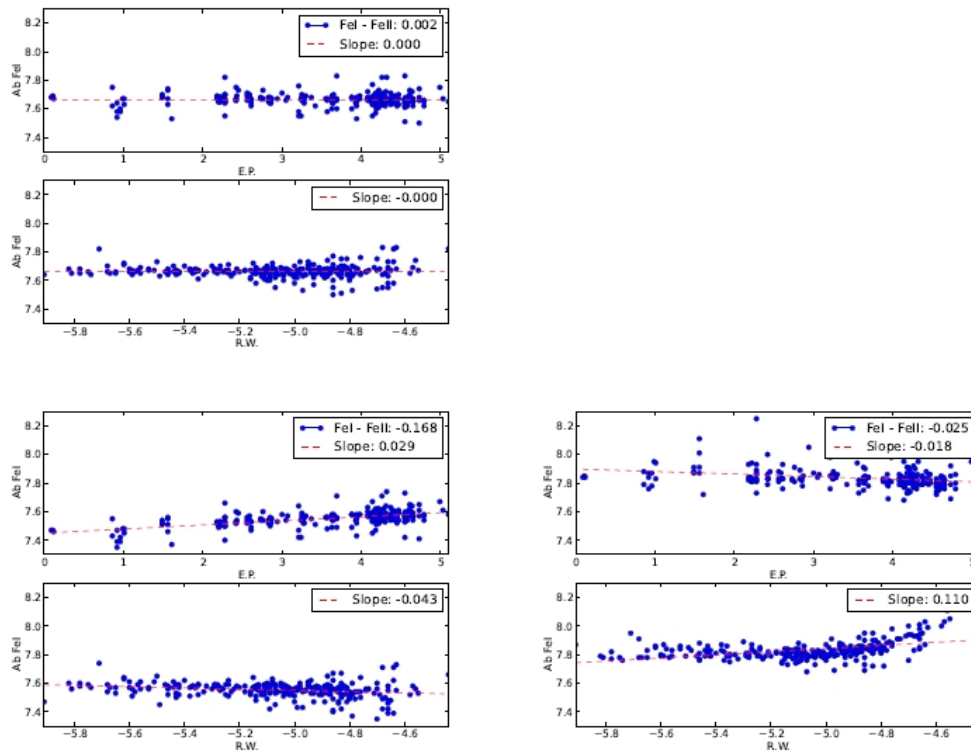 8.2
8.0
7.8
7.6
7.4
Ab FeI
FeI - FeII: 0.002
Slope: 0.000
0 1 2 3 4 5
E.P.
8.2
8.0
7.8
7.6
7.4
Ab FeI
Slope: -0.000
−5.8 −5.6 −5.4 −5.2 −5.0 −4.8 −4.6
R.W.
8.2
8.0
7.8
7.6
7.4
Ab FeI
FeI - FeII: -0.168
Slope: 0.029
0 1 2 3 4 5
E.P.
8.2
8.0
7.8
7.6
7.4
Ab FeI
FeI - FeII: -0.025
Slope: -0.018
0 1 2 3 4 5
E.P.
8.2
8.0
7.8
7.6
7.4
Ab FeI
Slope: -0.043
−5.8 −5.6 −5.4 −5.2 −5.0 −4.8 −4.6
R.W.
8.2
8.0
7.8
7.6
7.4
Ab FeI
Slope: 0.110
−5.8 −5.6 −5.4 −5.2 −5.0 −4.8 −4.6
R.W.